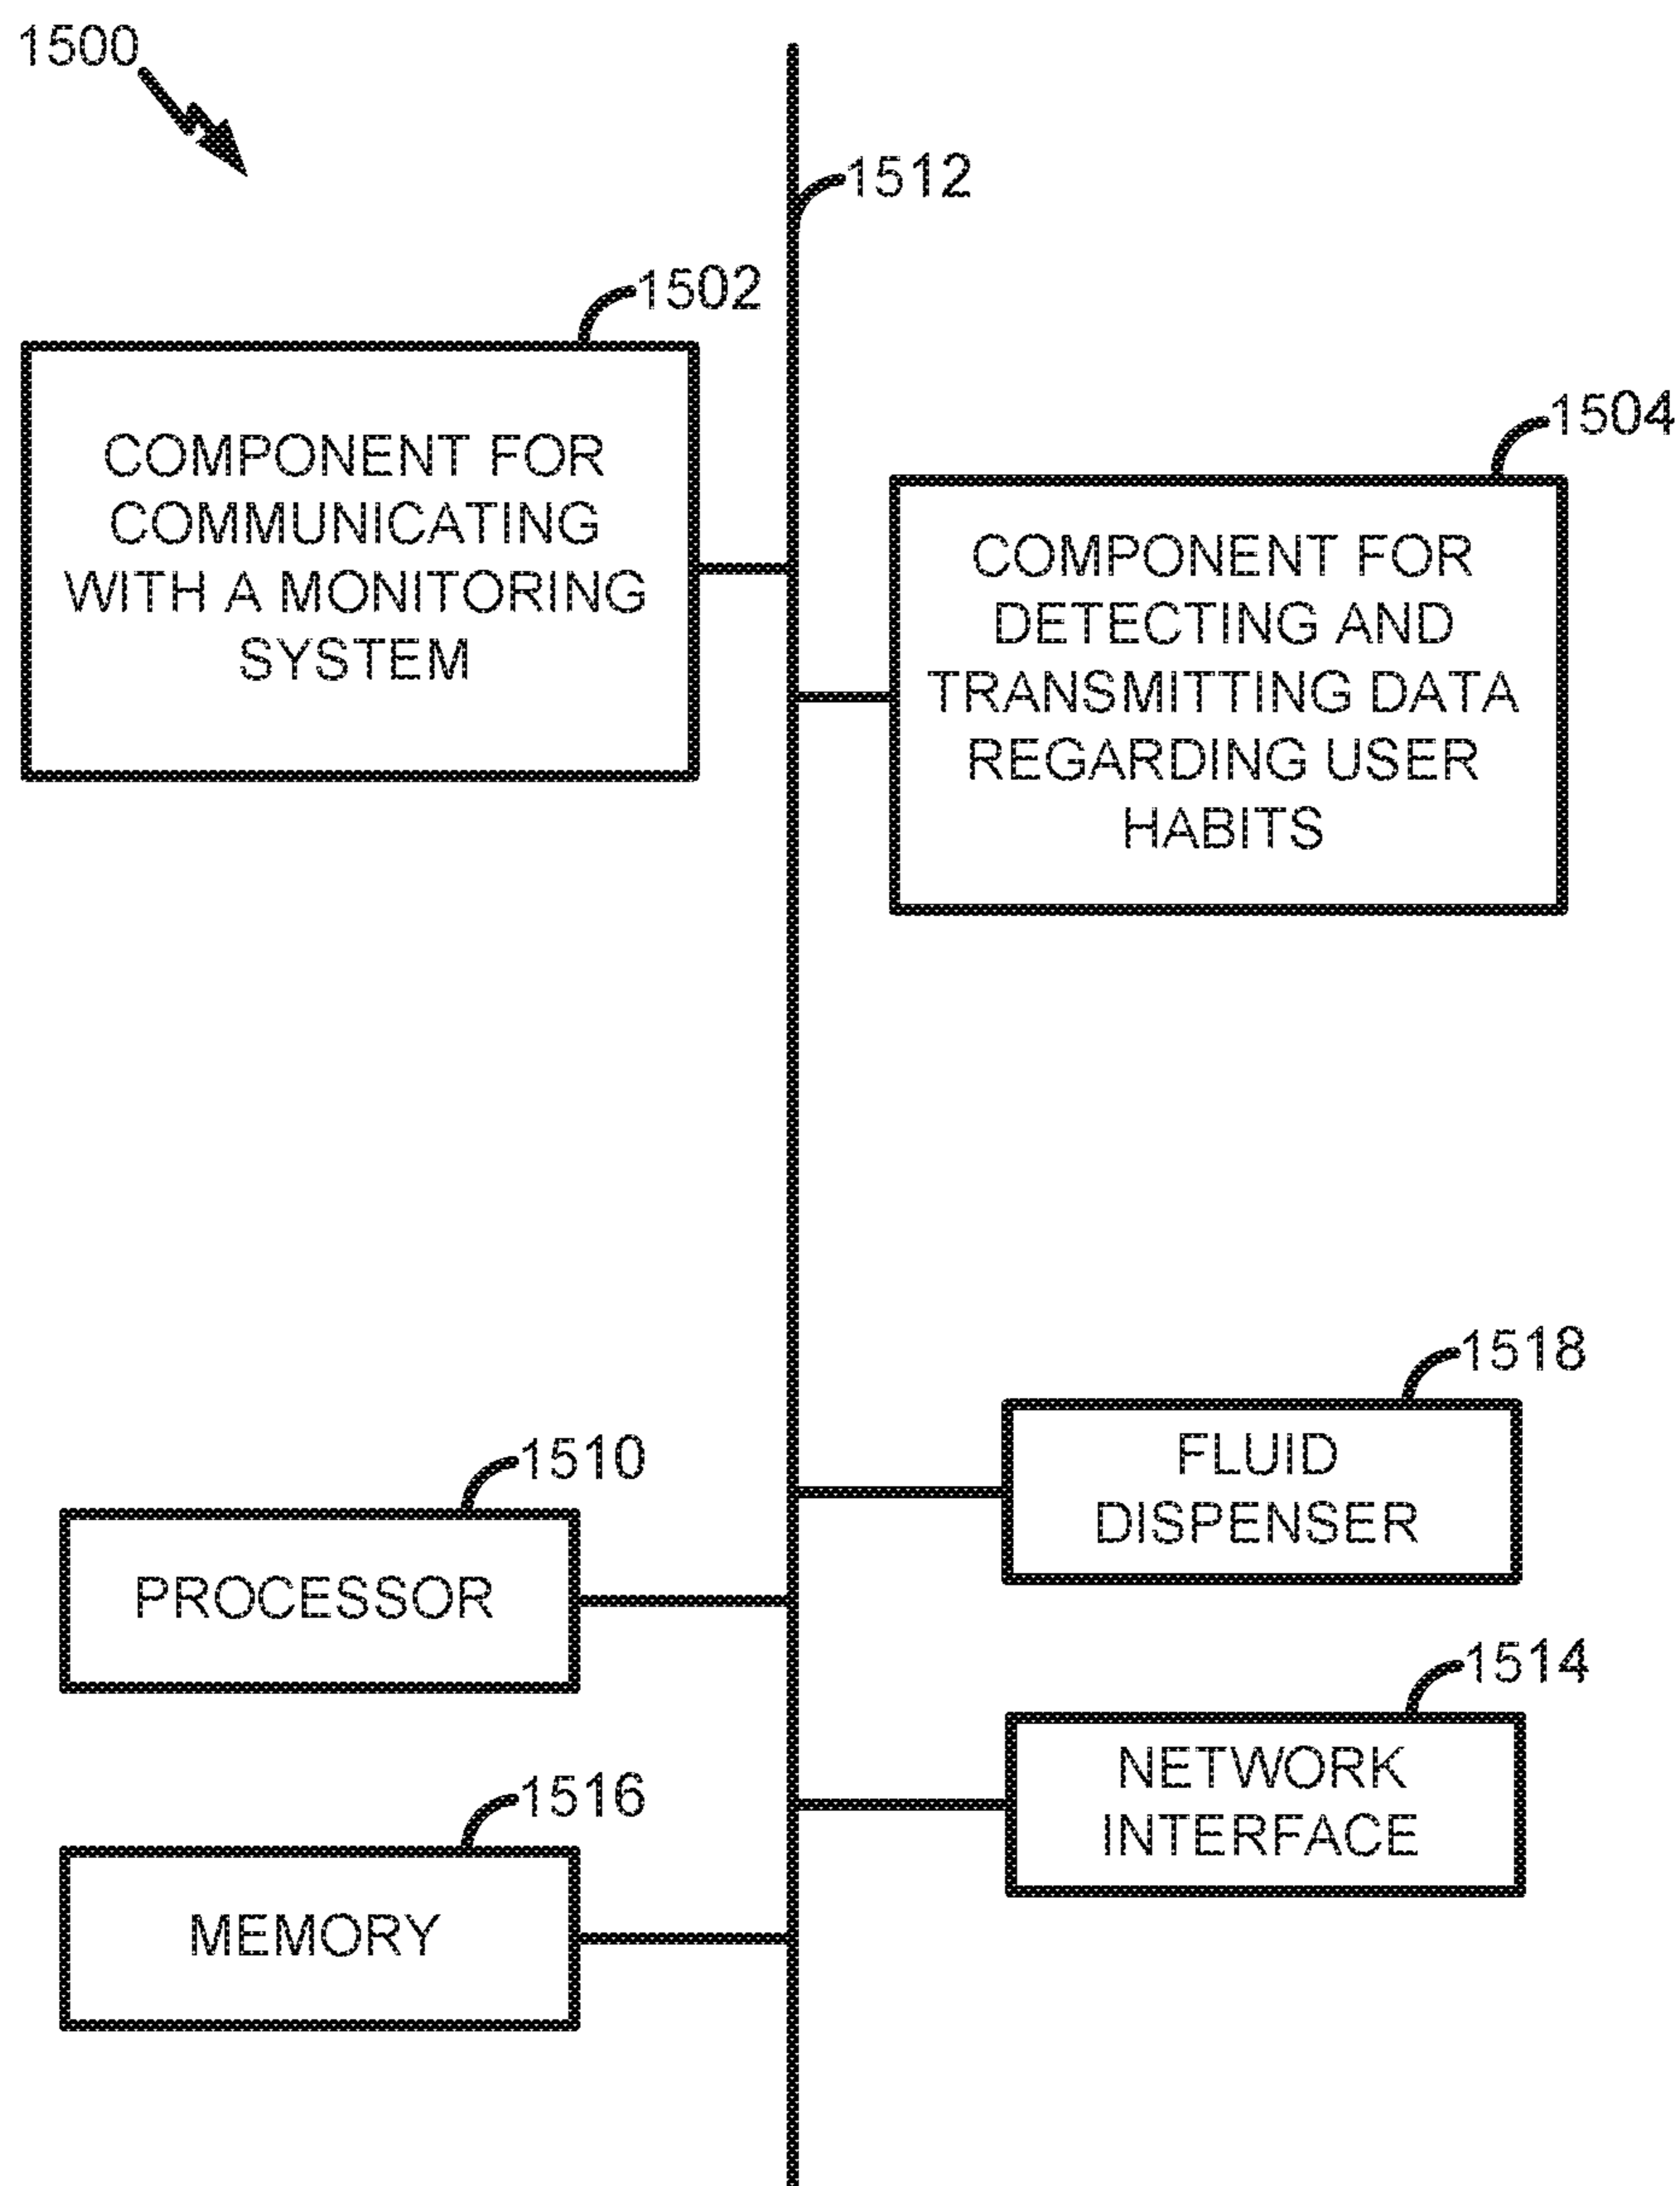 1500
1512
1502
COMPONENT FOR
COMMUNICATING
WITH A MONITORING
SYSTEM
1504
COMPONENT FOR
DETECTING AND
TRANSMITTING DATA
REGARDING USER
HABITS
1518
FLUID
DISPENSER
1510
PROCESSOR
1514
NETWORK
INTERFACE
1516
MEMORY